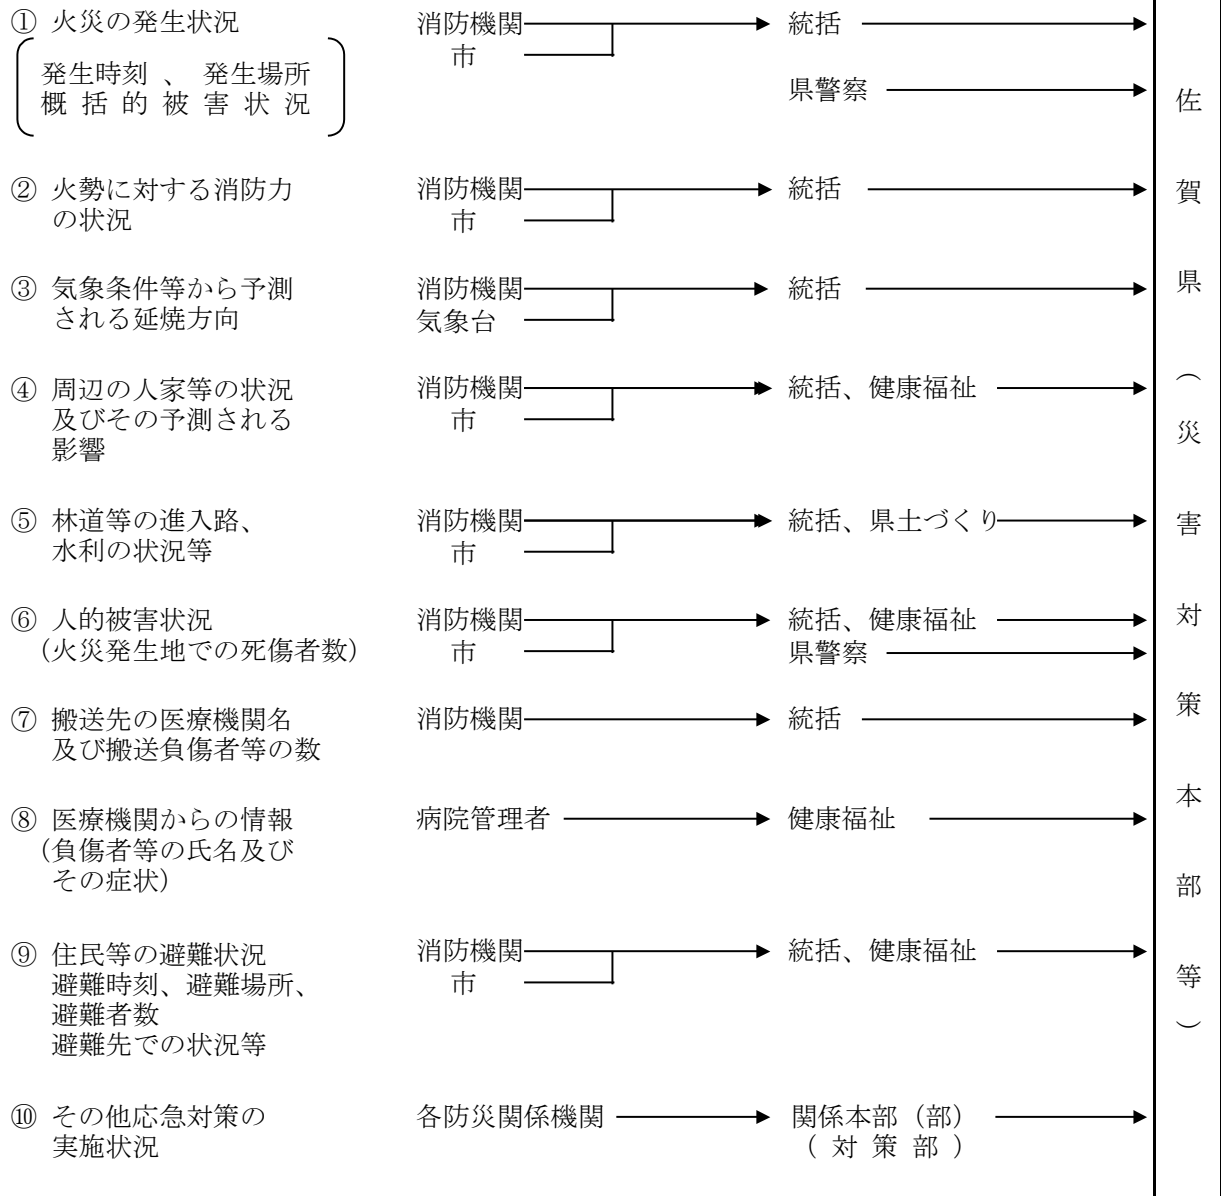 ① 火災の発生状況 消防機関 統括
市
発生時刻 、 発生場所
概括的被害状況
県警察
② 火勢に対する消防力 消防機関 統括
の状況 市
③ 気象条件等から予測 消防機関 統括
される延焼方向 気象台
④ 周辺の人家等の状況 消防機関 統括、健康福祉
及びその予測される 市
影響
⑤ 林道等の進入路、 消防機関 統括、県土づくり
水利の状況等 市
⑥ 人的被害状況 消防機関 統括、健康福祉
(火災発生地での死傷者数) 市 県警察
⑦ 搬送先の医療機関名 消防機関 統括
及び搬送負傷者等の数
⑧ 医療機関からの情報 病院管理者 健康福祉
(負傷者等の氏名及び
その症状)
⑨ 住民等の避難状況 消防機関 統括、健康福祉
避難時刻、避難場所、 市
避難者数
避難先での状況等
⑩ その他応急対策の 各防災関係機関 関係本部(部)
実施状況 (対策部)
佐賀県(災害対策本部等)